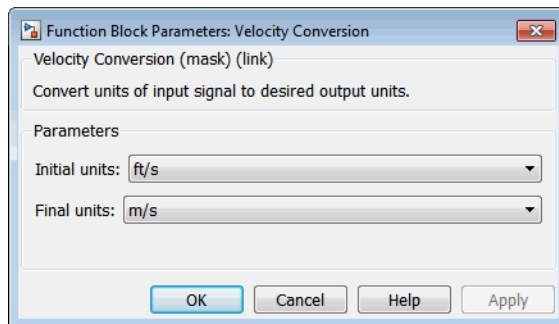 Function Block Parameters: Velocity Conversion
Velocity Conversion (mask) (link)
Convert units of input signal to desired output units.
Parameters
Initial units: ft/s
Final units: m/s
OK Cancel Help Apply